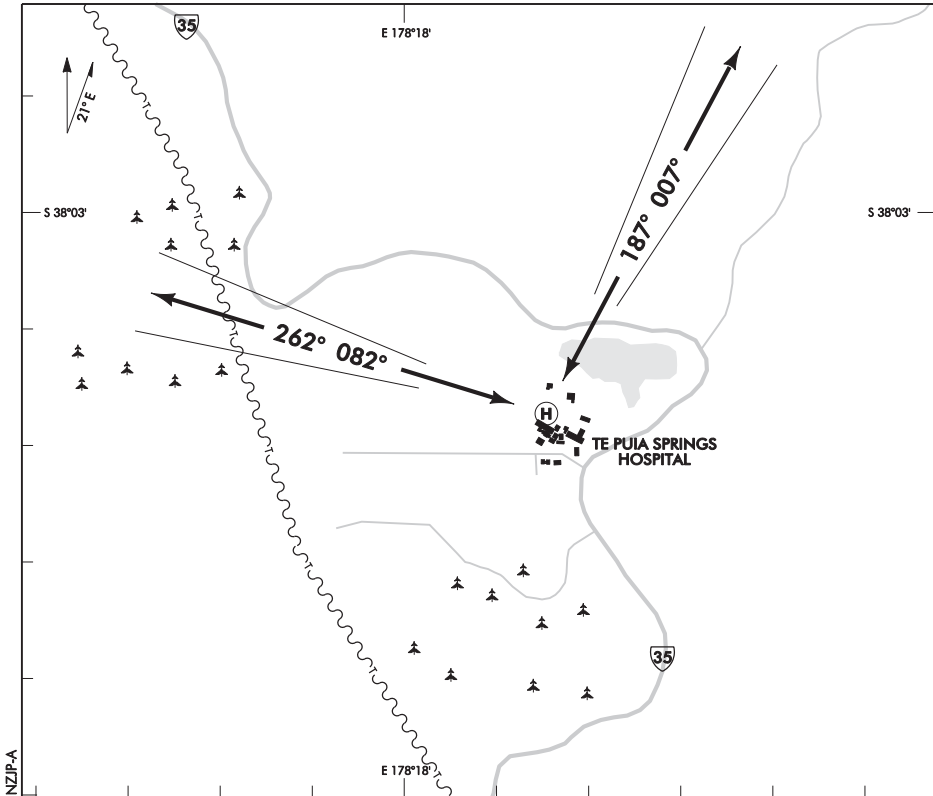 35
E 178°18'
21° E
187° 007°
S 38°03'
S 38°03'
262° 082°
H
TE PUIA SPRINGS
HOSPITAL
35
E 178°18'
NZJP-A
T
T
T
T
T
T
T
T